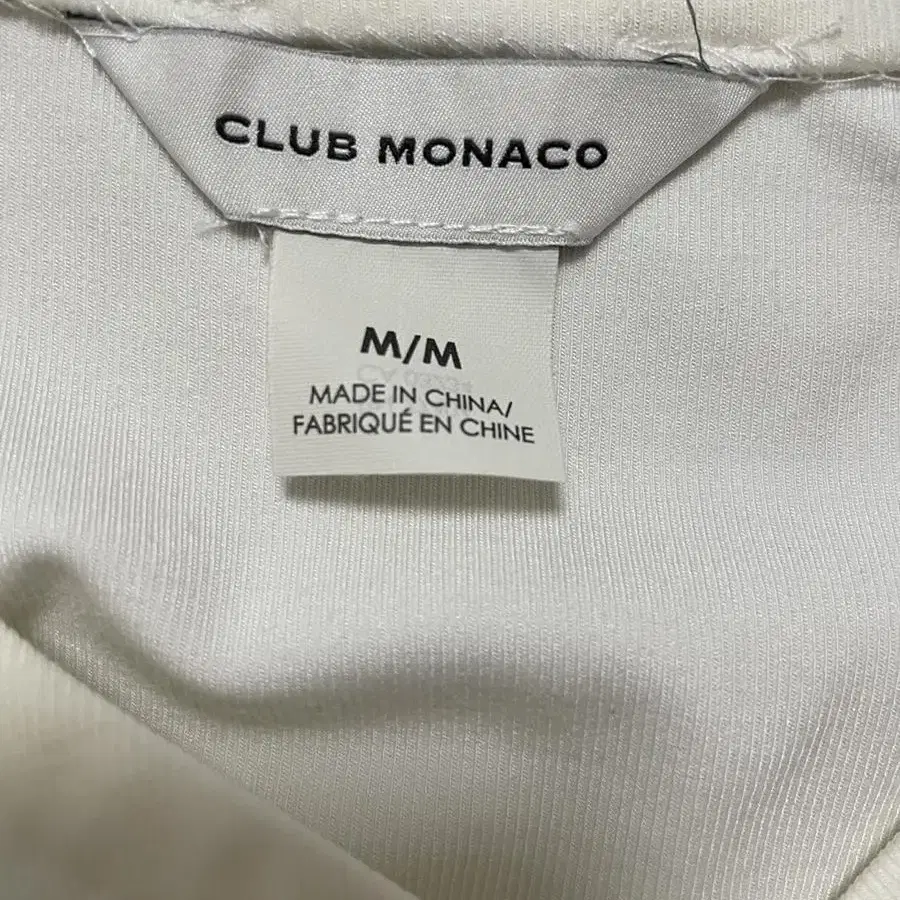 CLUB MONACO
M/M
MADE IN CHINA/
FABRIQUÉ EN CHINE